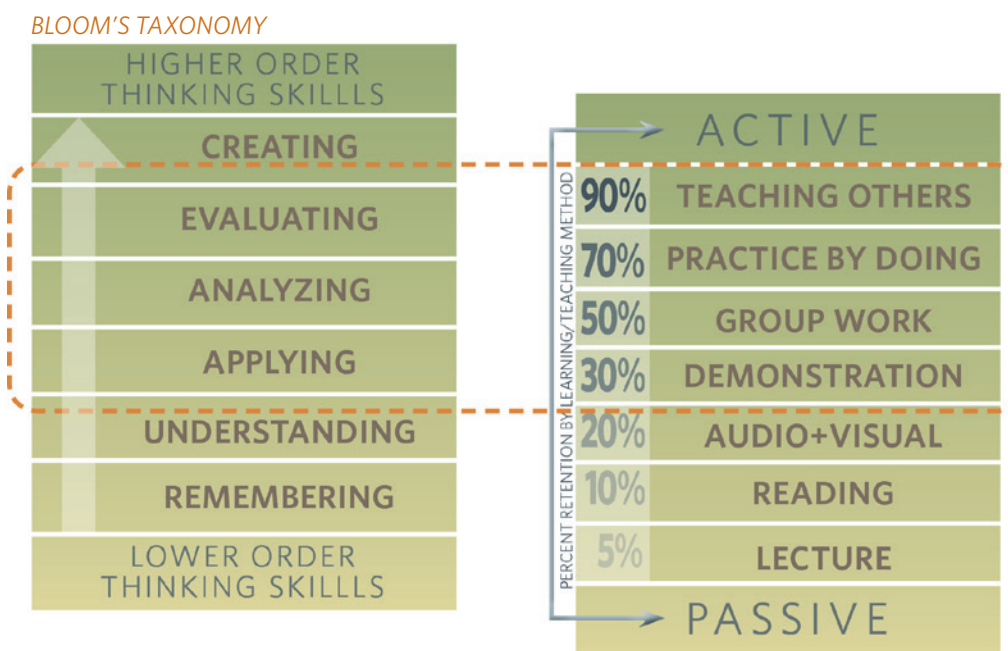 BLOOM'S TAXONOMY
HIGHER ORDER
THINKING SKILLLS
CREATING
EVALUATING
ANALYZING
APPLYING
UNDERSTANDING
REMEMBERING
LOWER ORDER
THINKING SKILLLS
PERCENT RETENTION BY LEARNING/TEACHING METHOD
ACTIVE
90% TEACHING OTHERS
70% PRACTICE BY DOING
50% GROUP WORK
30% DEMONSTRATION
20% AUDIO+VISUAL
10% READING
5% LECTURE
PASSIVE